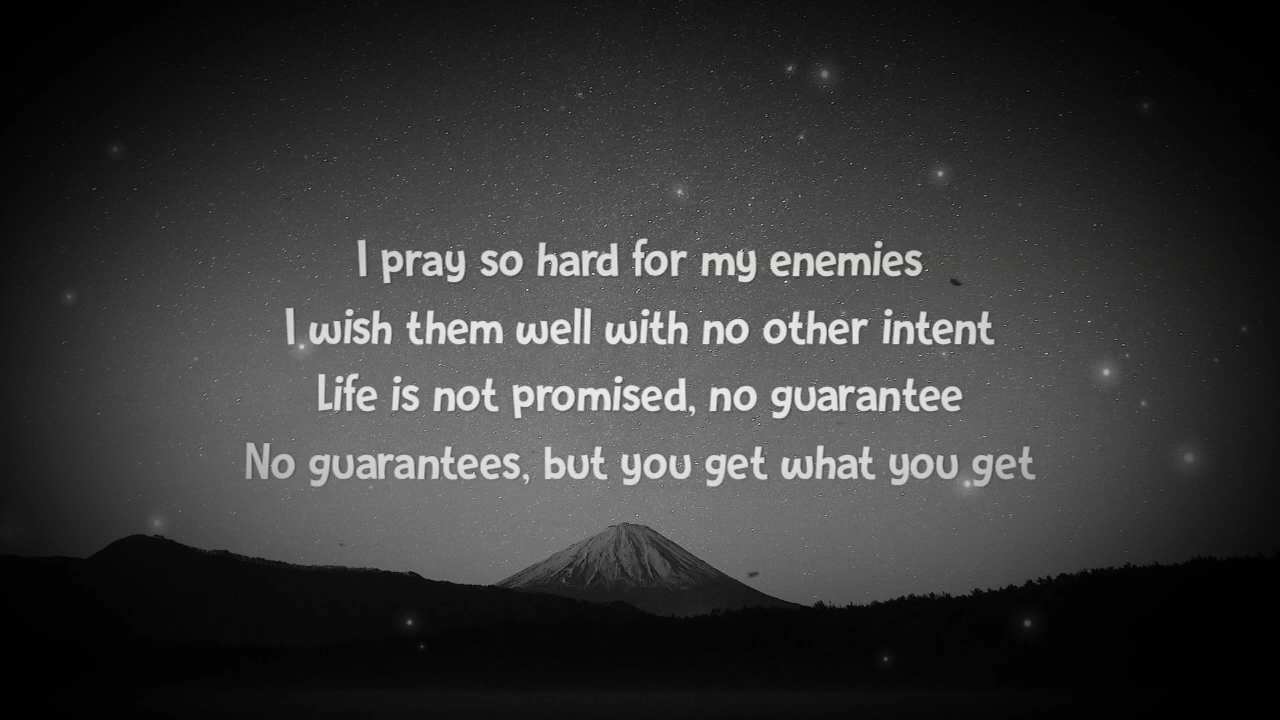 I pray so hard for my enemies
I wish them well with no other intent
Life is not promised, no guarantee
No guarantees, but you get what you get